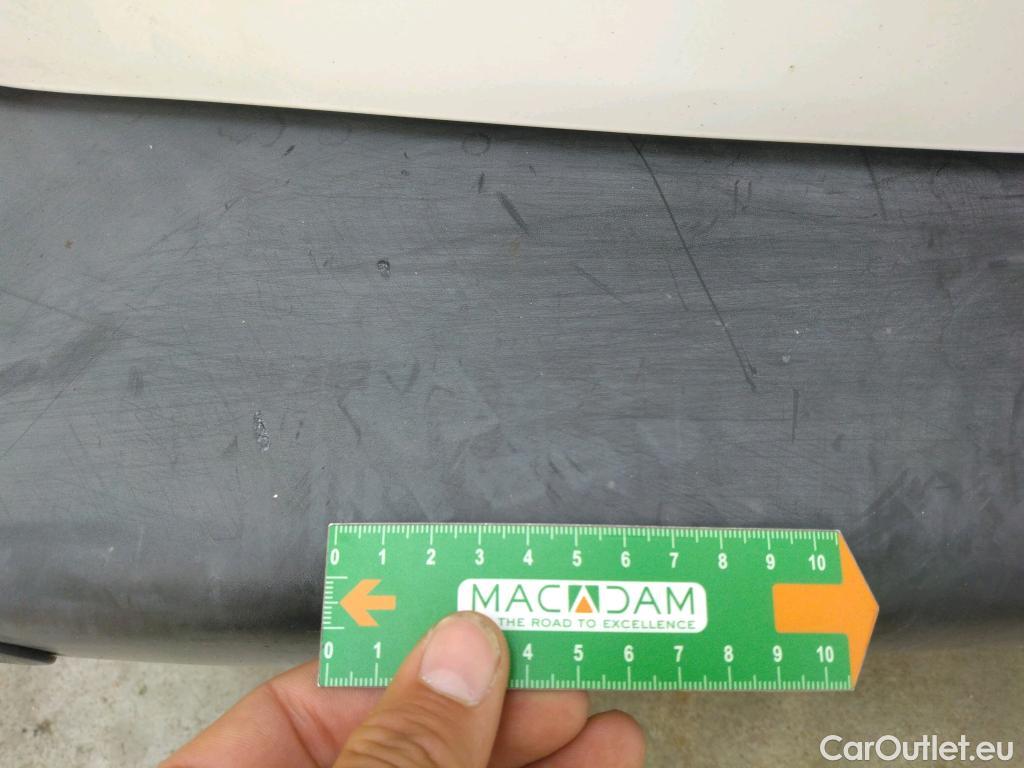 0 1 2 3 4 5 6 7 8 9 10
MACADAM
THE ROAD TO EXCELLENCE
0 1 4 5 6 7 8 9 10
CarOutlet.eu